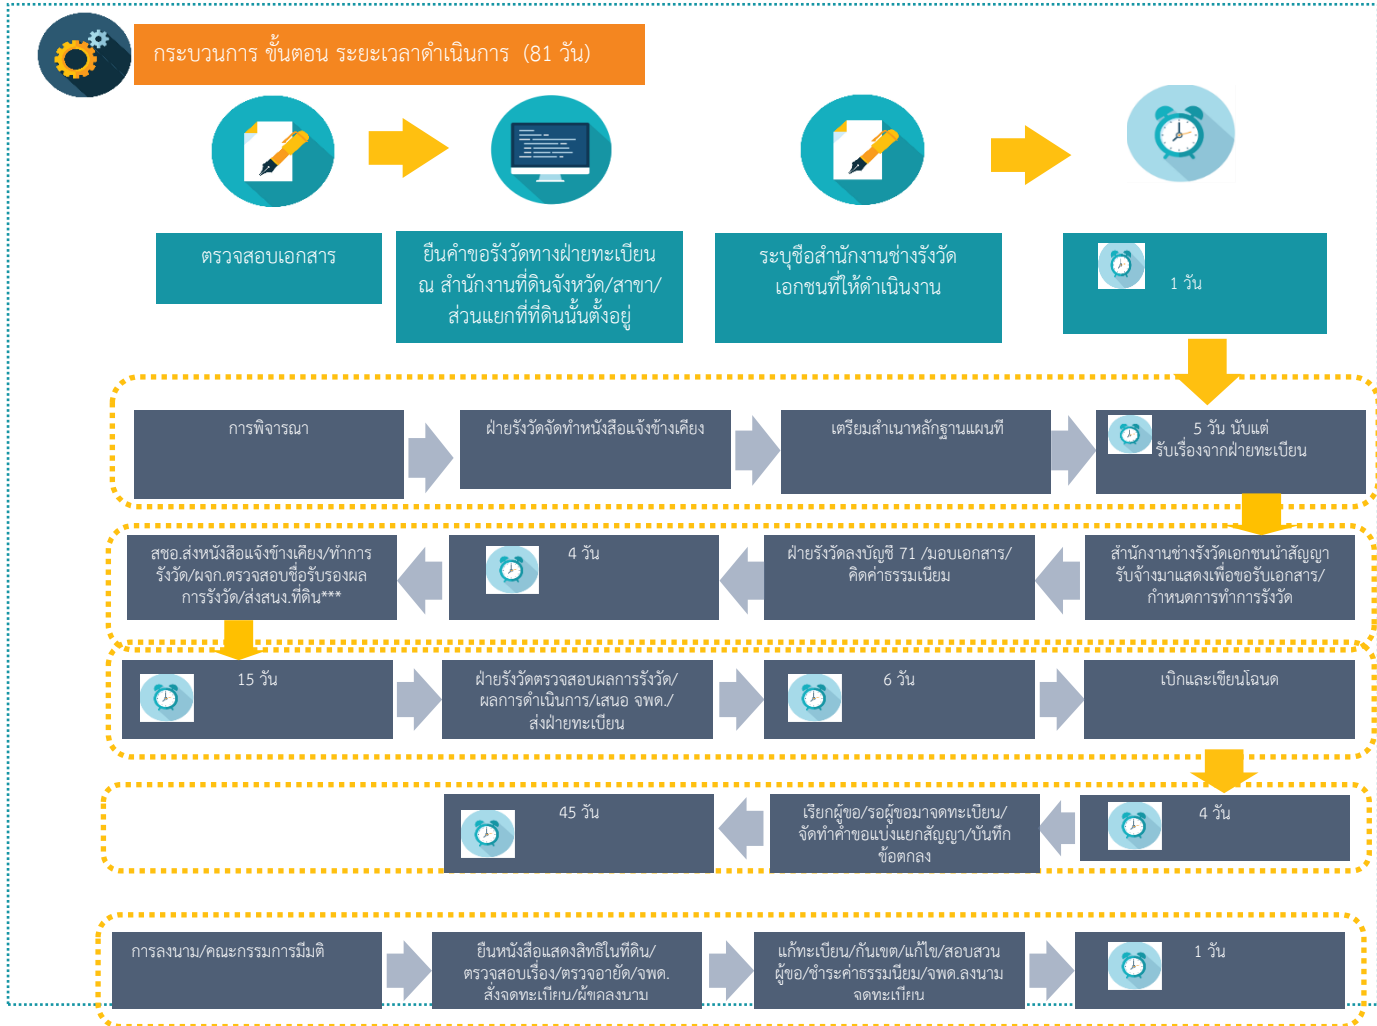 กระบวนการ ขั้นตอน ระยะเวลาดำเนินการ (81 วัน)
ตรวจสอบเอกสาร
ยืนคำขอรังวัดทางฝ่ายทะเบียน
ณ สำนักงานที่ดินจังหวัด/สาขา/
ส่วนแยกที่ที่ดินนั้นตั้งอยู่
ระบุชื่อสำนักงานช่างรังวัด
เอกชนที่ให้ดำเนินงาน
1 วัน
การพิจารณา
ฝ่ายรังวัดจัดทำหนังสือแจ้งข้างเคียง
เตรียมสำเนาหลักฐานแผนที่
5 วัน นับแต่
รับเรื่องจากฝ่ายทะเบียน
สำนักงานช่างรังวัดเอกชนนำสัญญา
รับจ้างมาแสดงเพื่อขอรับเอกสาร/
กำหนดการทำการรังวัด
ฝ่ายรังวัดลงบัญชี 71 /มอบเอกสาร/
คิดค่าธรรมเนียม
4 วัน
สชอ.ส่งหนังสือแจ้งข้างเคียง/ทำการ
รังวัด/ผจก.ตรวจสอบชื่อรับรองผล
การรังวัด/ส่งสนง.ที่ดิน***
15 วัน
ฝ่ายรังวัดตรวจสอบผลการรังวัด/
ผลการดำเนินการ/เสนอ จพด./
ส่งฝ่ายทะเบียน
6 วัน
เบิกและเขียนโฉนด
4 วัน
เรียกผู้ขอ/รอผู้ขอมาจดทะเบียน/
จัดทำคำขอแบ่งแยกสัญญา/บันทึก
ข้อตกลง
45 วัน
การลงนาม/คณะกรรมการมีมติ
ยืนหนังสือแสดงสิทธิในที่ดิน/
ตรวจสอบเรื่อง/ตรวจอายัด/จพด.
สั่งจดทะเบียน/ผู้ขอลงนาม
แก้ทะเบียน/กันเขต/แก้ไข/สอบสวน
ผู้ขอ/ชำระค่าธรรมนียม/จพด.ลงนาม
จดทะเบียน
1 วัน